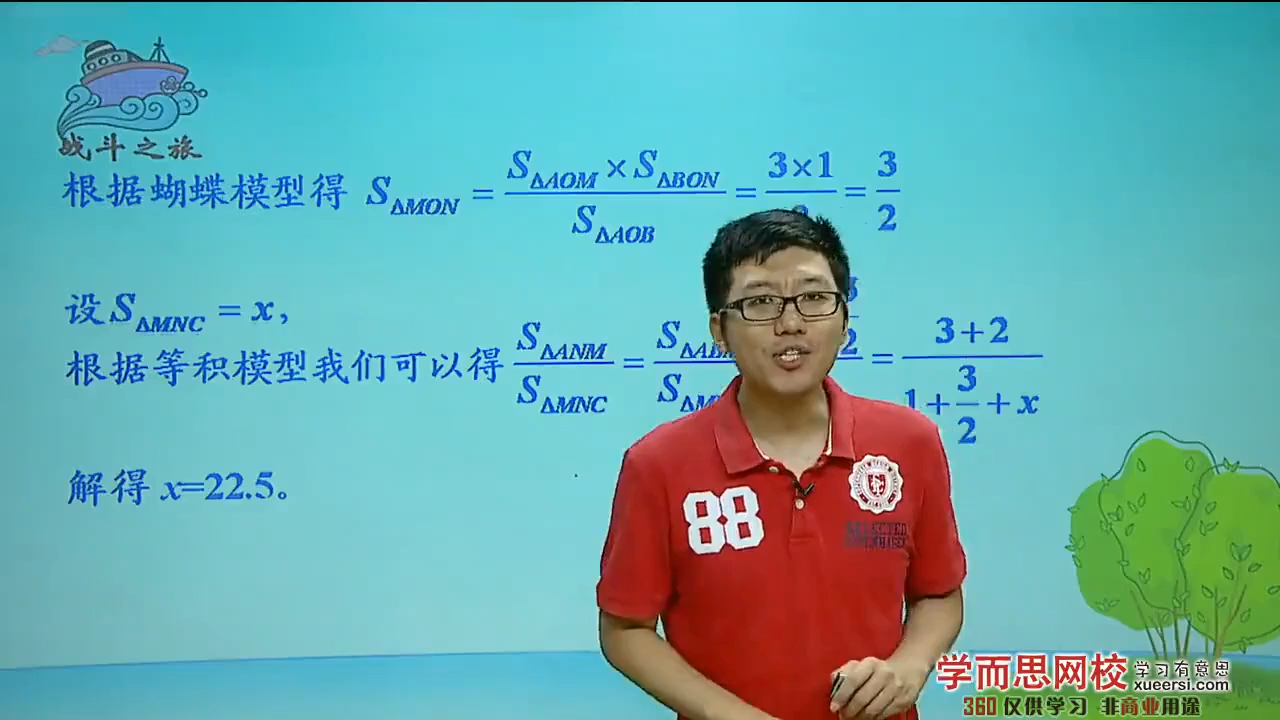 战斗之旅
根据蝴蝶模型得 S△MON = S△AOM × S△BON / S△AOB = 3×1 / = 3/2
设 S△MNC = x,
根据等积模型我们可以得 S△ANM / S△MNC = = 3+2 / 1+3/2+x
解得 x=22.5。
88
SELECTED
学而思网校 学习有意思
xueersi.com
360 仅供学习 非商业用途